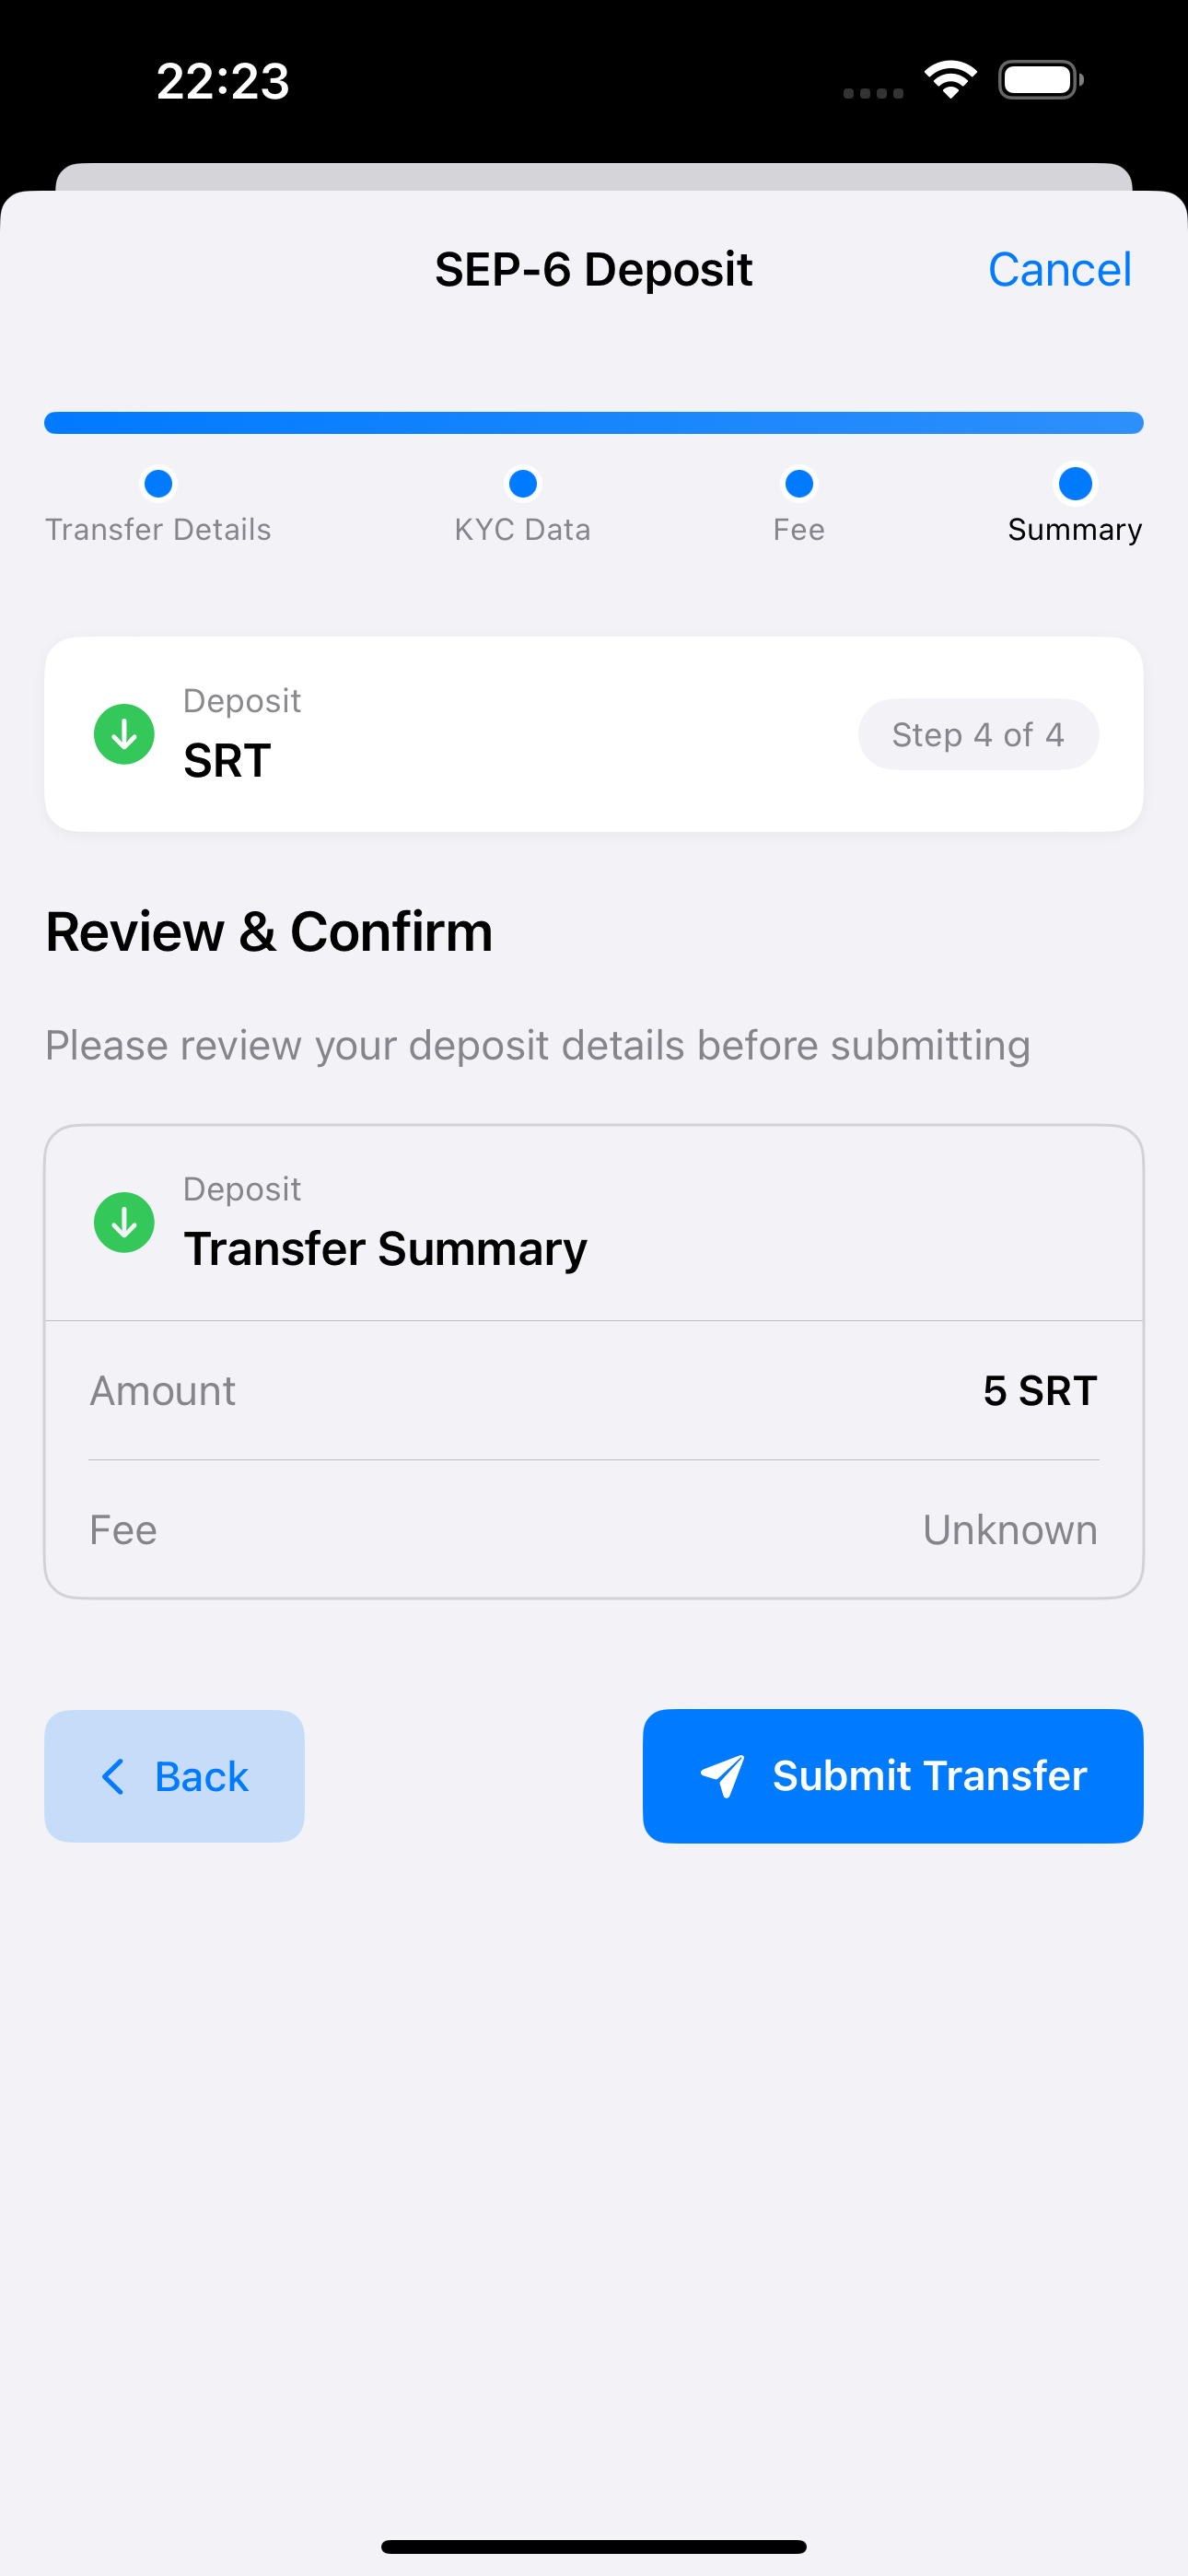 22:23
SEP-6 Deposit
Cancel
Transfer Details
KYC Data
Fee
Summary
Deposit
SRT
Step 4 of 4
Review & Confirm
Please review your deposit details before submitting
Deposit
Transfer Summary
Amount
5 SRT
Fee
Unknown
Back
Submit Transfer